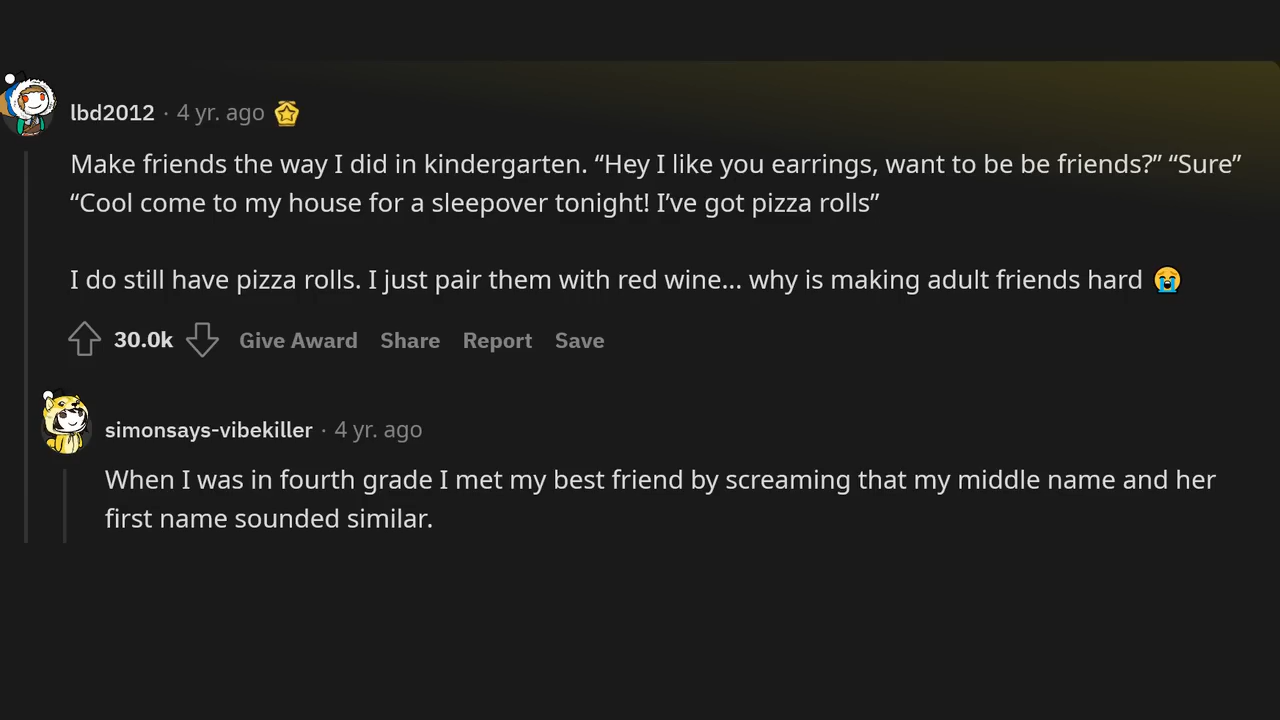 lbd2012 · 4 yr. ago
Make friends the way I did in kindergarten. “Hey I like you earrings, want to be be friends?” “Sure”
“Cool come to my house for a sleepover tonight! I’ve got pizza rolls”
I do still have pizza rolls. I just pair them with red wine... why is making adult friends hard 😭
30.0k Give Award Share Report Save
simonsays-vibekiller · 4 yr. ago
When I was in fourth grade I met my best friend by screaming that my middle name and her
first name sounded similar.